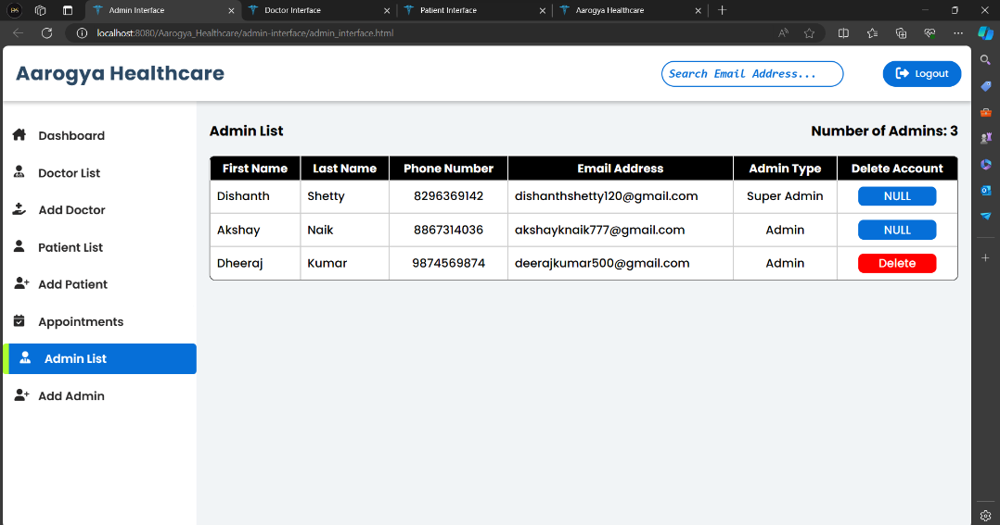 Admin Interface
Doctor Interface
Patient Interface
Aarogya Healthcare
localhost:8080/Aarogya_Healthcare/admin-interface/admin_interface.html
Aarogya Healthcare
Search Email Address...
Logout
Dashboard
Doctor List
Add Doctor
Patient List
Add Patient
Appointments
Admin List
Add Admin
Admin List
Number of Admins: 3
First Name Last Name Phone Number Email Address Admin Type Delete Account
Dishanth Shetty 8296369142 dishanthshetty120@gmail.com Super Admin NULL
Akshay Naik 8867314036 akshayknaik777@gmail.com Admin NULL
Dheeraj Kumar 9874569874 deerajkumar500@gmail.com Admin Delete